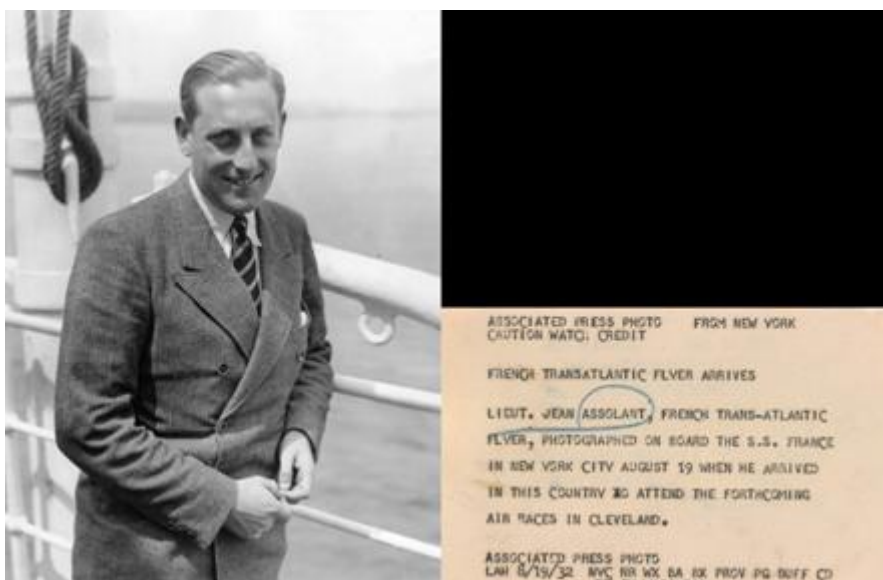 ASSOCIATED PRESS PHOTO FROM NEW YORK
CAUTION WATCH CREDIT
FRENCH TRANSATLANTIC FLYER ARRIVES
LIEUT. JEAN ASSOLANT, FRENCH TRANS-ATLANTIC
FLYER, PHOTOGRAPHED ON BOARD THE S.S. FRANCE
IN NEW YORK CITY AUGUST 19 WHEN HE ARRIVED
IN THIS COUNTRY TO ATTEND THE FORTHCOMING
AIR RACES IN CLEVELAND.
ASSOCIATED PRESS PHOTO
LAH 8/19/32 NYC WX BA PROV PG BUFF CD